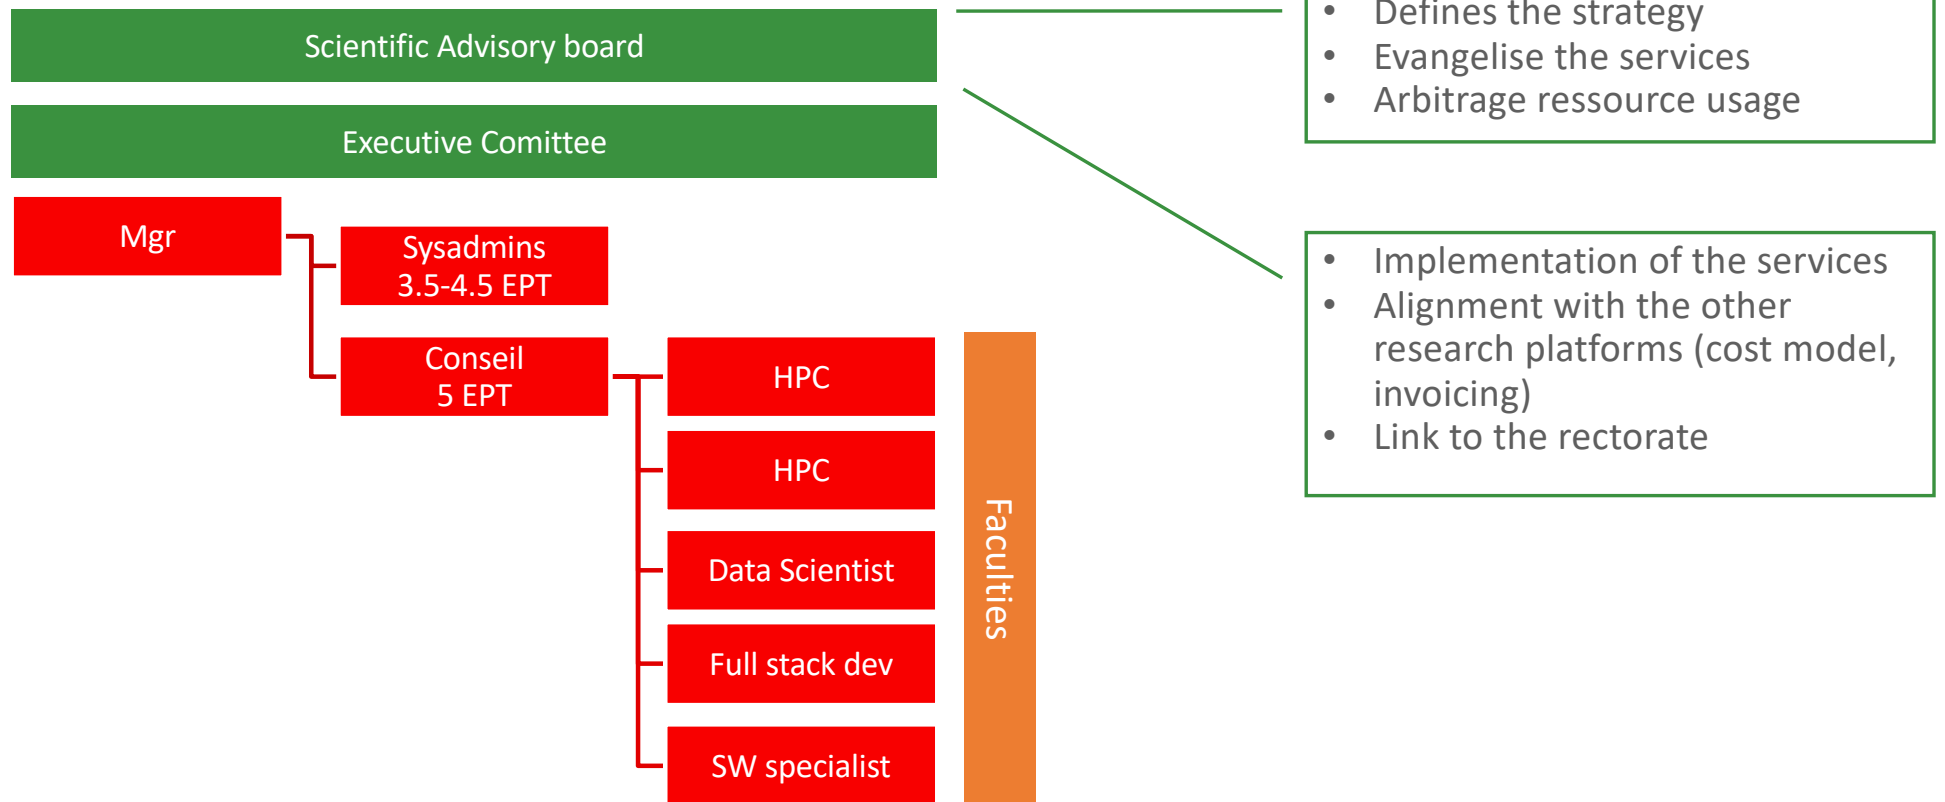 Scientific Advisory board
Executive Comittee
Mgr
Sysadmins
3.5-4.5 EPT
Conseil
5 EPT
HPC
HPC
Data Scientist
Full stack dev
SW specialist
Faculties
• Defines the strategy
• Evangelise the services
• Arbitrage ressource usage
• Implementation of the services
• Alignment with the other
research platforms (cost model,
invoicing)
• Link to the rectorate